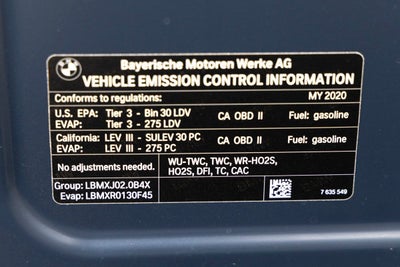 BMW
Bayerische Motoren Werke AG
VEHICLE EMISSION CONTROL INFORMATION
Conforms to regulations: MY 2020
U.S. EPA: Tier 3 - Bin 30 LDV CA OBD II Fuel: gasoline
EVAP: Tier 3 - 275 LDV
California: LEV III - SULEV 30 PC CA OBD II Fuel: gasoline
EVAP: LEV III - 275 PC
No adjustments needed. WU-TWC, TWC, WR-HO2S,
HO2S, DFI, TC, CAC
Group: LBMXJ02.0B4X
Evap: LBMXR0130F45 7 635 549